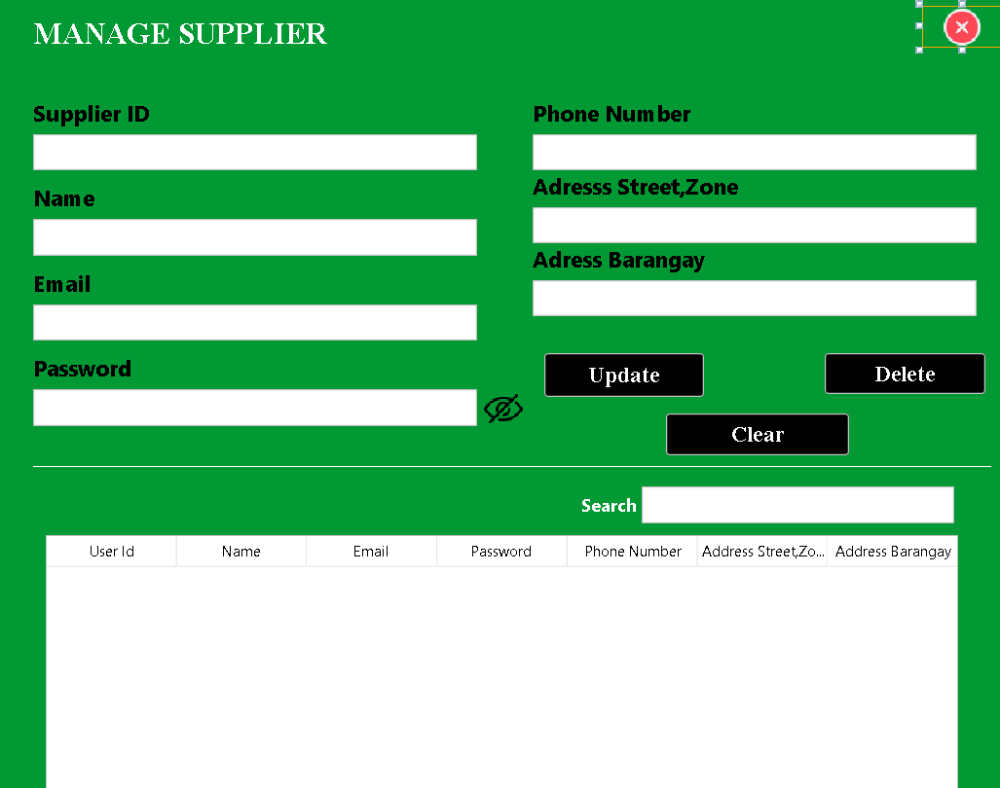 MANAGE SUPPLIER
Supplier ID
Name
Email
Password
Phone Number
Adresss Street,Zone
Adress Barangay
Update
Delete
Clear
Search
User Id Name Email Password Phone Number Address Street,Zo... Address Barangay